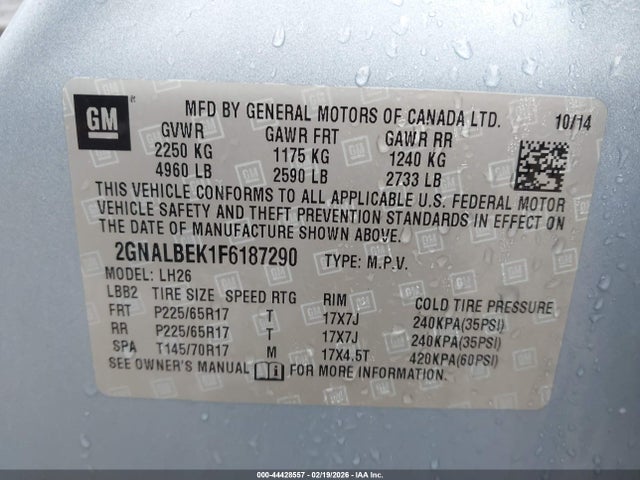 GM
MFD BY GENERAL MOTORS OF CANADA LTD. 10/14
GVWR GAWR FRT GAWR RR
2250 KG 1175 KG 1240 KG
4960 LB 2590 LB 2733 LB
THIS VEHICLE CONFORMS TO ALL APPLICABLE U.S. FEDERAL MOTOR
VEHICLE SAFETY AND THEFT PREVENTION STANDARDS IN EFFECT ON
THE DATE OF MANUFACTURE SHOWN ABOVE.
2GNALBEK1F6187290 TYPE: M.P.V.
MODEL: LH26
LBB2 TIRE SIZE SPEED RTG RIM COLD TIRE PRESSURE
FRT P225/65R17 T 17X7J 240KPA(35PSI)
RR P225/65R17 T 17X7J 240KPA(35PSI)
SPA T145/70R17 M 17X4.5T 420KPA(60PSI)
SEE OWNER'S MANUAL FOR MORE INFORMATION.
000-44428557 - 02/19/2026 - IAA Inc.